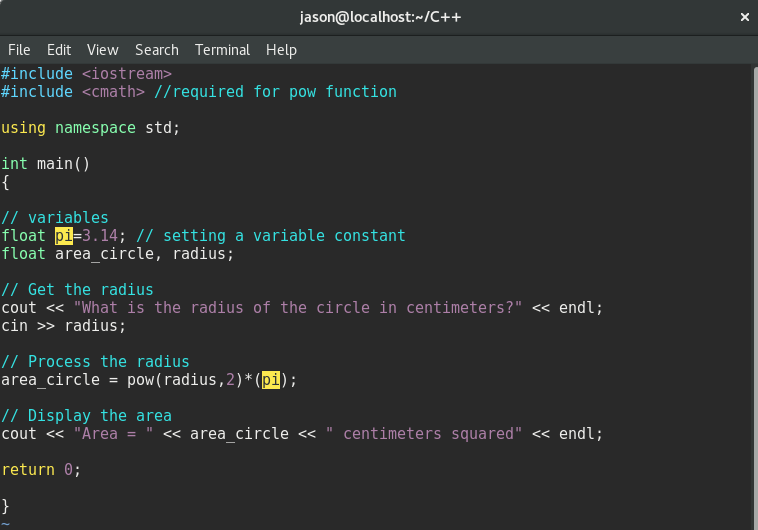 jason@localhost:~/C++
×
File Edit View Search Terminal Help
#include <iostream>
#include <cmath> //required for pow function
using namespace std;
int main()
{
// variables
float pi=3.14; // setting a variable constant
float area_circle, radius;
// Get the radius
cout << "What is the radius of the circle in centimeters?" << endl;
cin >> radius;
// Process the radius
area_circle = pow(radius,2)*(pi);
// Display the area
cout << "Area = " << area_circle << " centimeters squared" << endl;
return 0;
}
~